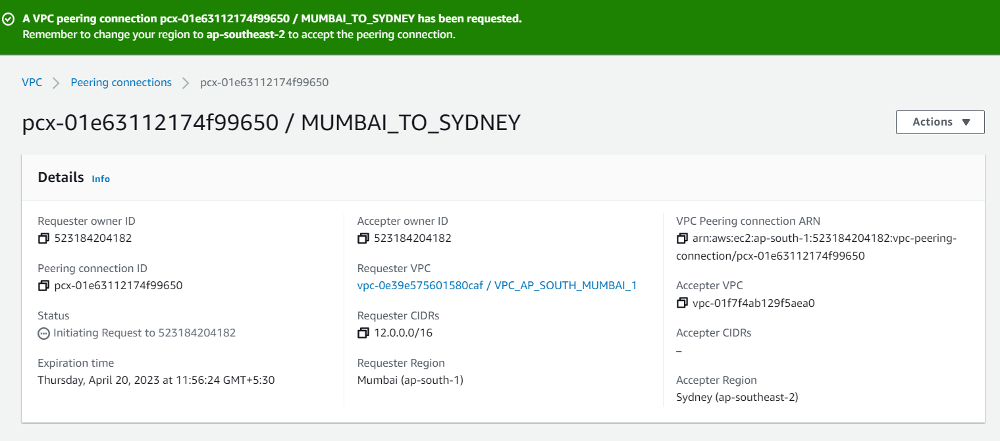 A VPC peering connection pcx-01e63112174f99650 / MUMBAI_TO_SYDNEY has been requested.
Remember to change your region to ap-southeast-2 to accept the peering connection.
VPC > Peering connections > pcx-01e63112174f99650
pcx-01e63112174f99650 / MUMBAI_TO_SYDNEY
Actions
Details Info
Requester owner ID
523184204182
Peering connection ID
pcx-01e63112174f99650
Status
Initiating Request to 523184204182
Expiration time
Thursday, April 20, 2023 at 11:56:24 GMT+5:30
Accepter owner ID
523184204182
Requester VPC
vpc-0e39e575601580caf / VPC_AP_SOUTH_MUMBAI_1
Requester CIDRs
12.0.0.0/16
Requester Region
Mumbai (ap-south-1)
VPC Peering connection ARN
arn:aws:ec2:ap-south-1:523184204182:vpc-peering-
connection/pcx-01e63112174f99650
Accepter VPC
vpc-01f7f4ab129f5aea0
Accepter CIDRs
–
Accepter Region
Sydney (ap-southeast-2)